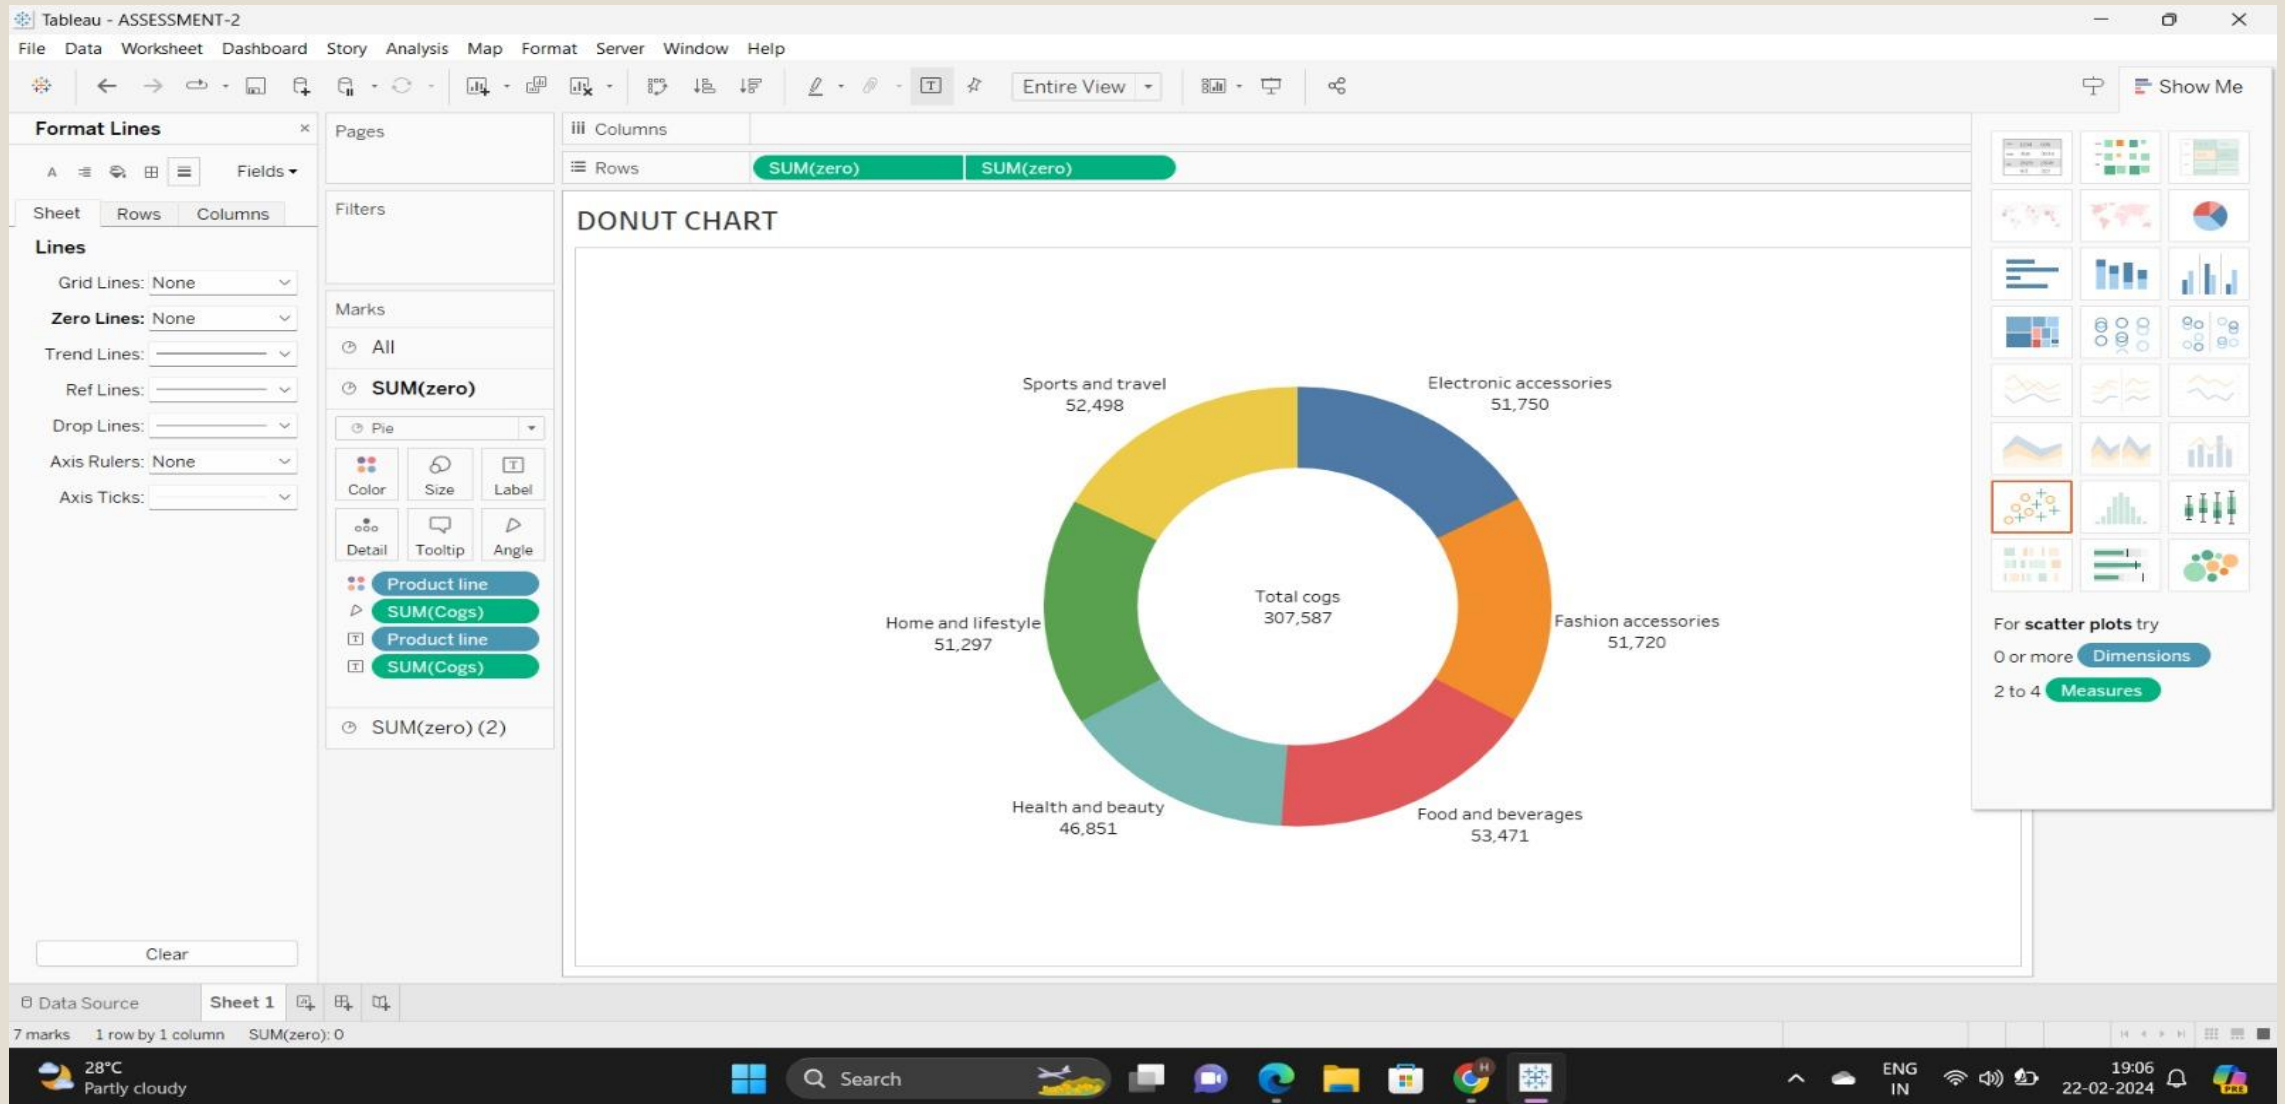 Tableau - ASSESSMENT-2
File Data Worksheet Dashboard Story Analysis Map Format Server Window Help
Entire View
Show Me
Format Lines
Fields
Sheet Rows Columns
Lines
Grid Lines: None
Zero Lines: None
Trend Lines:
Ref Lines:
Drop Lines:
Axis Rulers: None
Axis Ticks:
Clear
Pages
Filters
Marks
All
SUM(zero)
Pie
Color Size Label
Detail Tooltip Angle
Product line
SUM(Cogs)
Product line
SUM(Cogs)
SUM(zero) (2)
iii Columns
Rows SUM(zero) SUM(zero)
DONUT CHART
Sports and travel
52,498
Electronic accessories
51,750
Total cogs
307,587
Home and lifestyle
51,297
Fashion accessories
51,720
Health and beauty
46,851
Food and beverages
53,471
For scatter plots try
0 or more Dimensions
2 to 4 Measures
Data Source Sheet 1
7 marks 1 row by 1 column SUM(zero): 0
28°C
Partly cloudy
Search
ENG
IN
19:06
22-02-2024
PRE